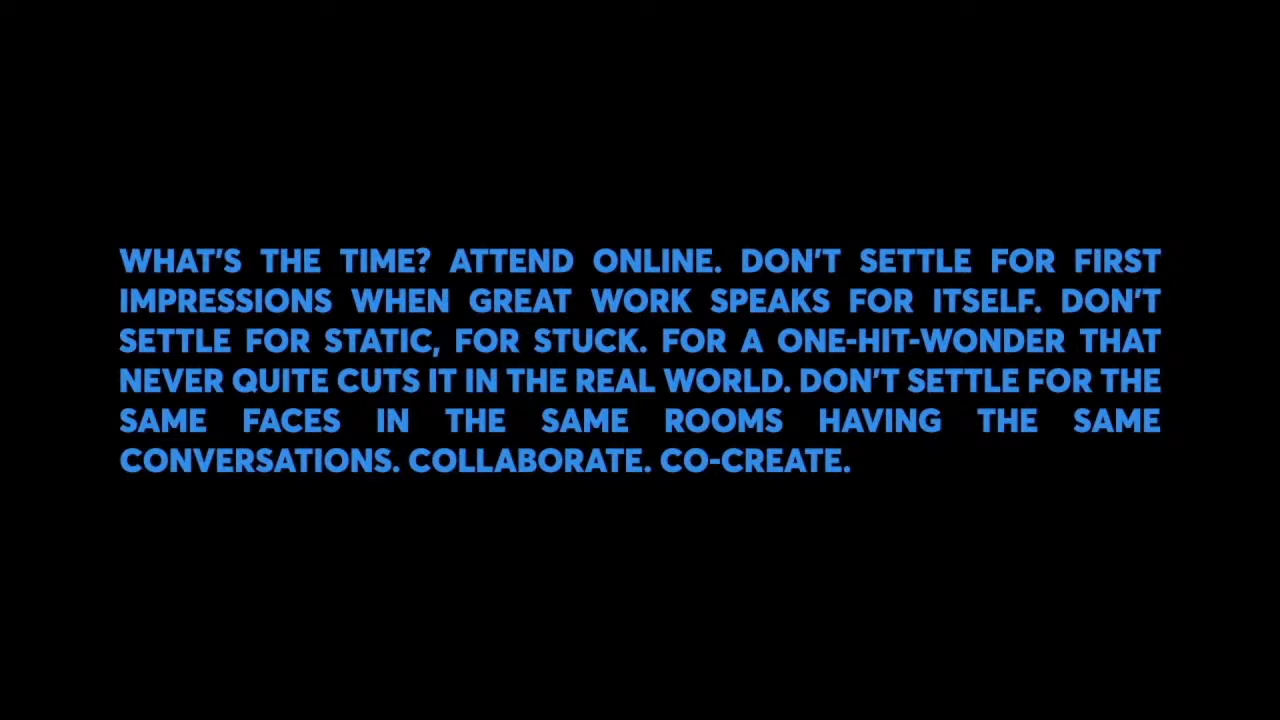 WHAT'S THE TIME? ATTEND ONLINE. DON'T SETTLE FOR FIRST
IMPRESSIONS WHEN GREAT WORK SPEAKS FOR ITSELF. DON'T
SETTLE FOR STATIC, FOR STUCK. FOR A ONE-HIT-WONDER THAT
NEVER QUITE CUTS IT IN THE REAL WORLD. DON'T SETTLE FOR THE
SAME FACES IN THE SAME ROOMS HAVING THE SAME
CONVERSATIONS. COLLABORATE. CO-CREATE.